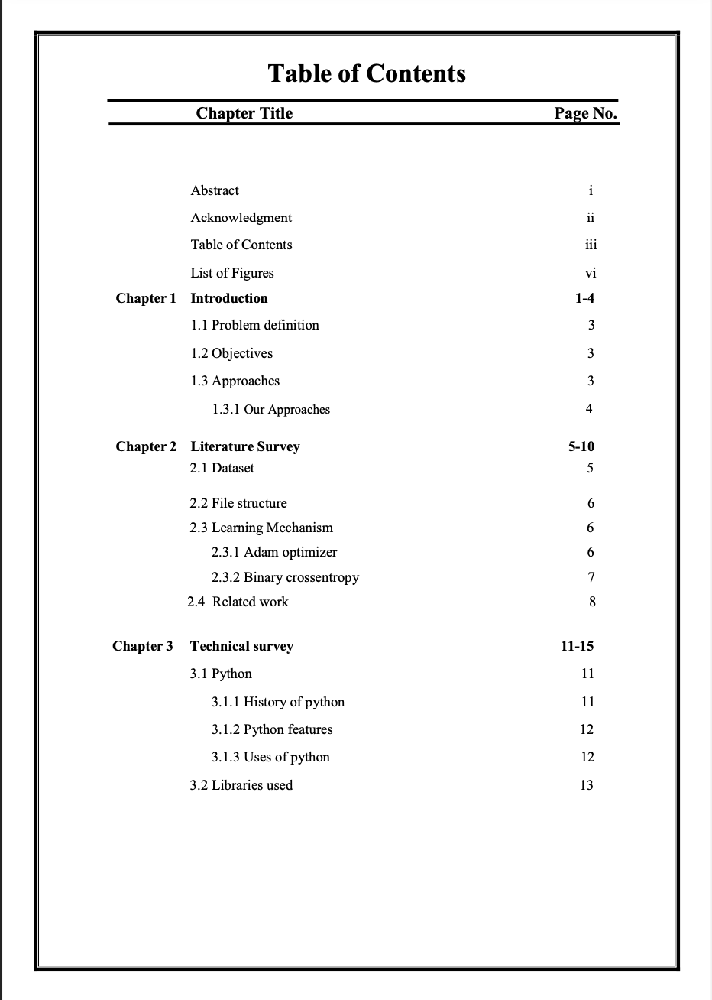 Table of Contents
Chapter Title Page No.
Abstract i
Acknowledgment ii
Table of Contents iii
List of Figures vi
Chapter 1 Introduction 1-4
1.1 Problem definition 3
1.2 Objectives 3
1.3 Approaches 3
1.3.1 Our Approaches 4
Chapter 2 Literature Survey 5-10
2.1 Dataset 5
2.2 File structure 6
2.3 Learning Mechanism 6
2.3.1 Adam optimizer 6
2.3.2 Binary crossentropy 7
2.4 Related work 8
Chapter 3 Technical survey 11-15
3.1 Python 11
3.1.1 History of python 11
3.1.2 Python features 12
3.1.3 Uses of python 12
3.2 Libraries used 13